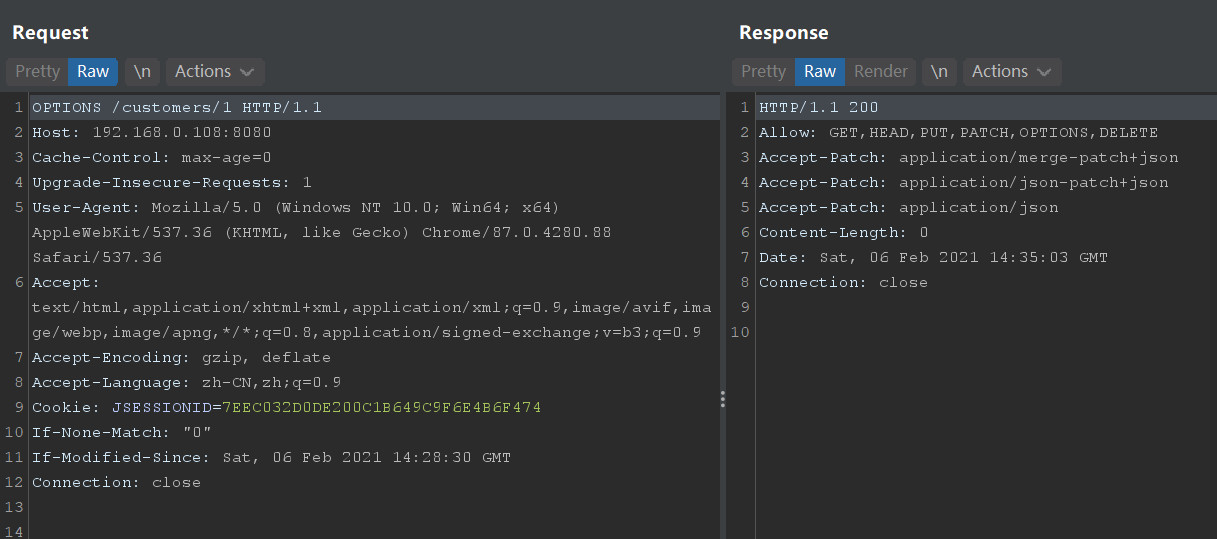 Request
Pretty Raw \n Actions
1 OPTIONS /customers/1 HTTP/1.1
2 Host: 192.168.0.108:8080
3 Cache-Control: max-age=0
4 Upgrade-Insecure-Requests: 1
5 User-Agent: Mozilla/5.0 (Windows NT 10.0; Win64; x64)
AppleWebKit/537.36 (KHTML, like Gecko) Chrome/87.0.4280.88
Safari/537.36
6 Accept:
text/html,application/xhtml+xml,application/xml;q=0.9,image/avif,ima
ge/webp,image/apng,*/*;q=0.8,application/signed-exchange;v=b3;q=0.9
7 Accept-Encoding: gzip, deflate
8 Accept-Language: zh-CN,zh;q=0.9
9 Cookie: JSESSIONID=7EEC032D0DE200C1B649C9F6E4B6F474
10 If-None-Match: "0"
11 If-Modified-Since: Sat, 06 Feb 2021 14:28:30 GMT
12 Connection: close
13
14
Response
Pretty Raw Render \n Actions
1 HTTP/1.1 200
2 Allow: GET,HEAD,PUT,PATCH,OPTIONS,DELETE
3 Accept-Patch: application/merge-patch+json
4 Accept-Patch: application/json-patch+json
5 Accept-Patch: application/json
6 Content-Length: 0
7 Date: Sat, 06 Feb 2021 14:35:03 GMT
8 Connection: close
9
10